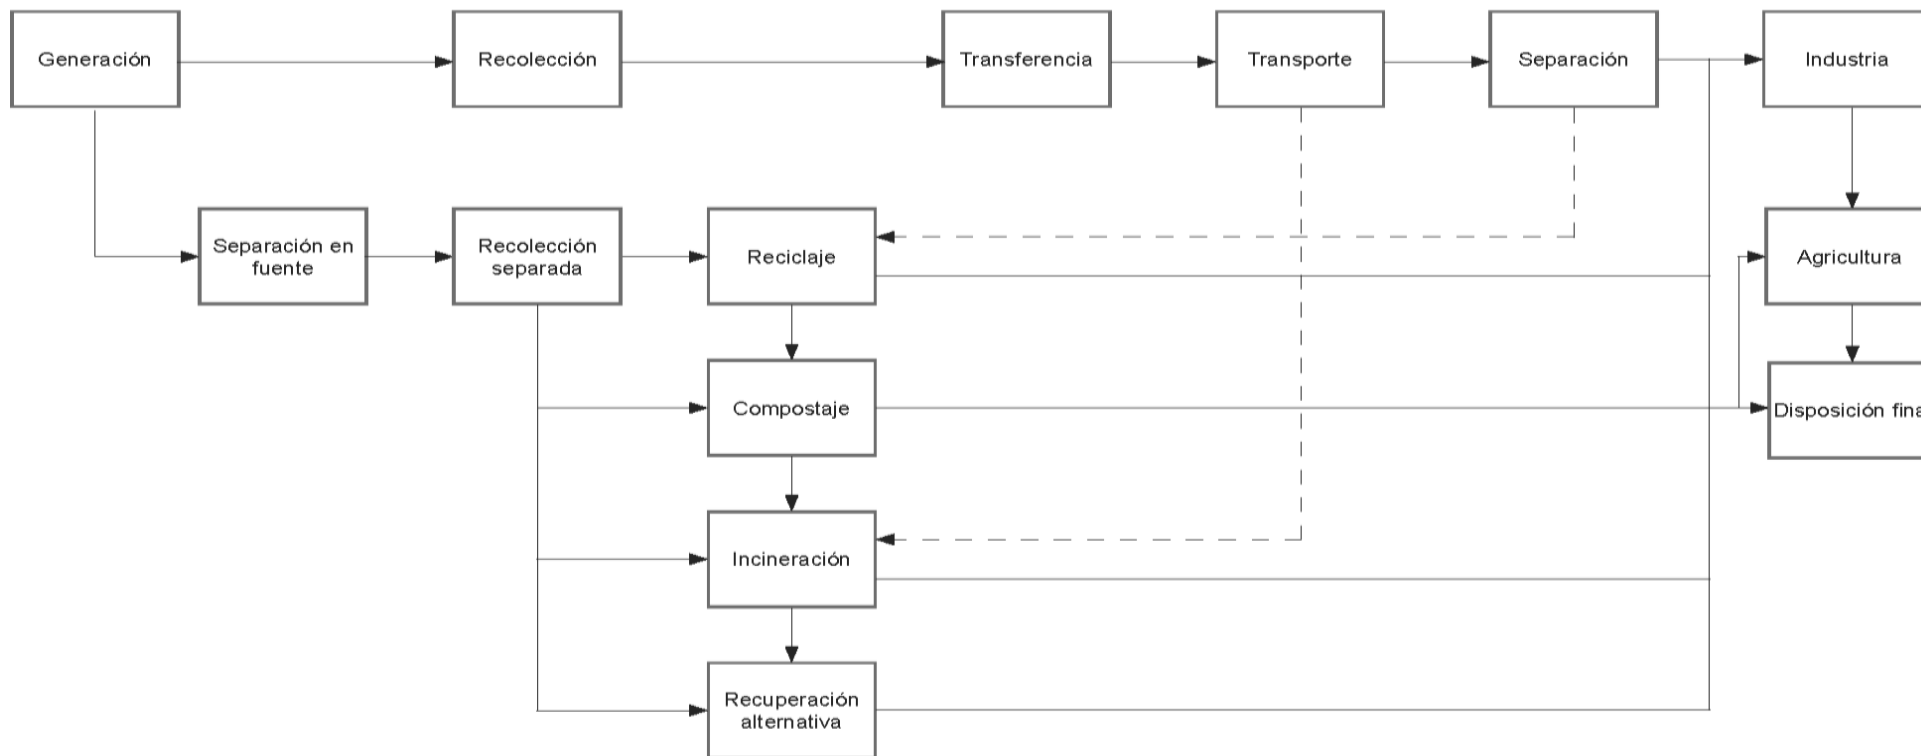 Generación
Recolección
Transferencia
Transporte
Separación
Industria
Separación en
fuente
Recolección
separada
Reciclaje
Agricultura
Compostaje
Disposición fina
Incineración
Recuperación
alternativa